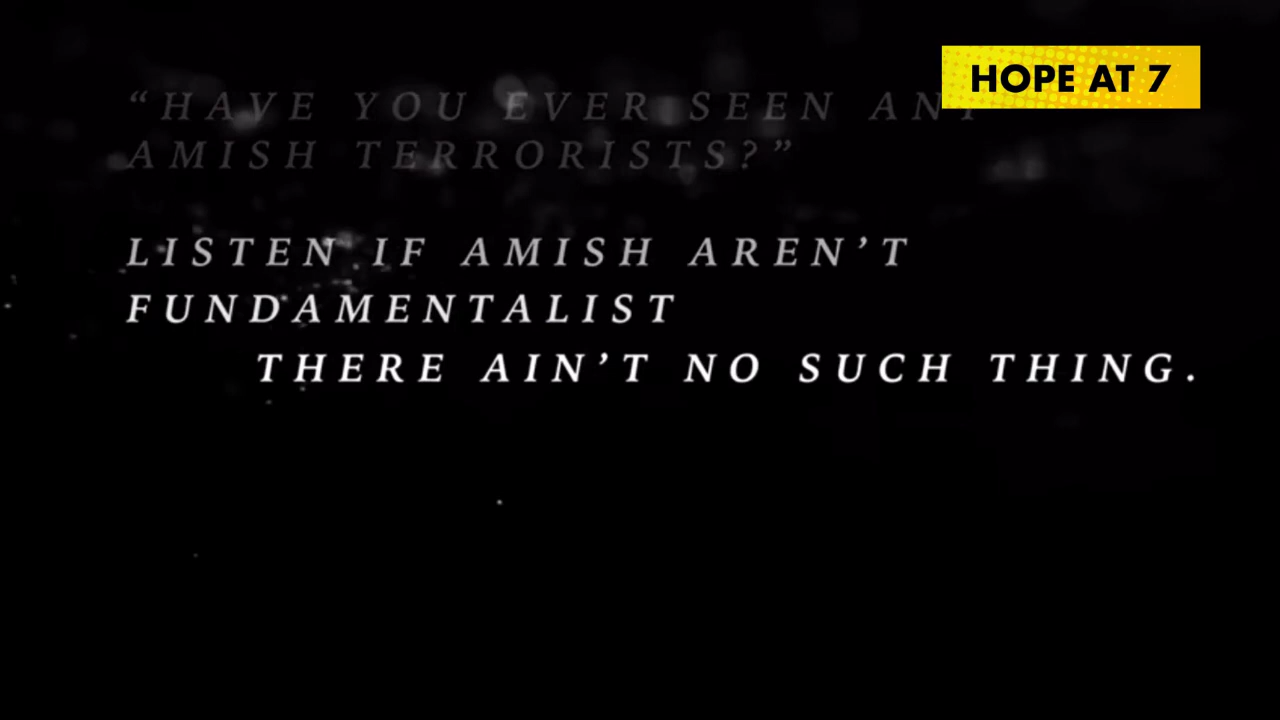 HOPE AT 7
“HAVE YOU EVER SEEN ANY
AMISH TERRORISTS?”
LISTEN IF AMISH AREN’T
FUNDAMENTALIST
THERE AIN’T NO SUCH THING.